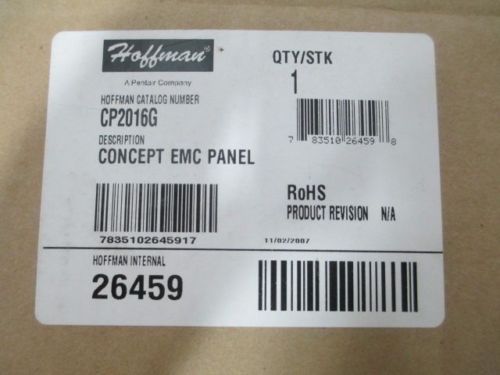 Hoffman®
A Pentair Company
QTY/STK
1
HOFFMAN CATALOG NUMBER
CP2016G
DESCRIPTION
CONCEPT EMC PANEL
7 83510 26459 8
7835102645917
RoHS
PRODUCT REVISION N/A
11/02/2007
HOFFMAN INTERNAL
26459